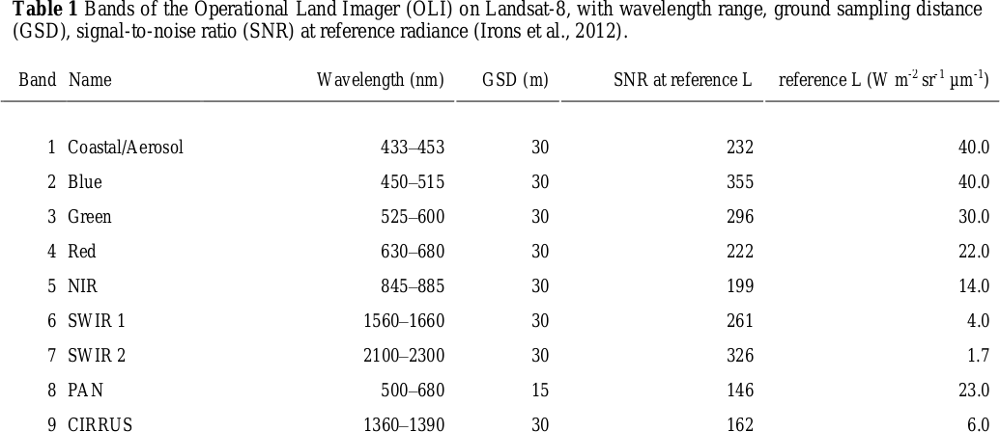 Table 1 Bands of the Operational Land Imager (OLI) on Landsat-8, with wavelength range, ground sampling distance
(GSD), signal-to-noise ratio (SNR) at reference radiance (Irons et al., 2012).
Band Name Wavelength (nm) GSD (m) SNR at reference L reference L (W m-2 sr-1 µm-1)
1 Coastal/Aerosol 433–453 30 232 40.0
2 Blue 450–515 30 355 40.0
3 Green 525–600 30 296 30.0
4 Red 630–680 30 222 22.0
5 NIR 845–885 30 199 14.0
6 SWIR 1 1560–1660 30 261 4.0
7 SWIR 2 2100–2300 30 326 1.7
8 PAN 500–680 15 146 23.0
9 CIRRUS 1360–1390 30 162 6.0